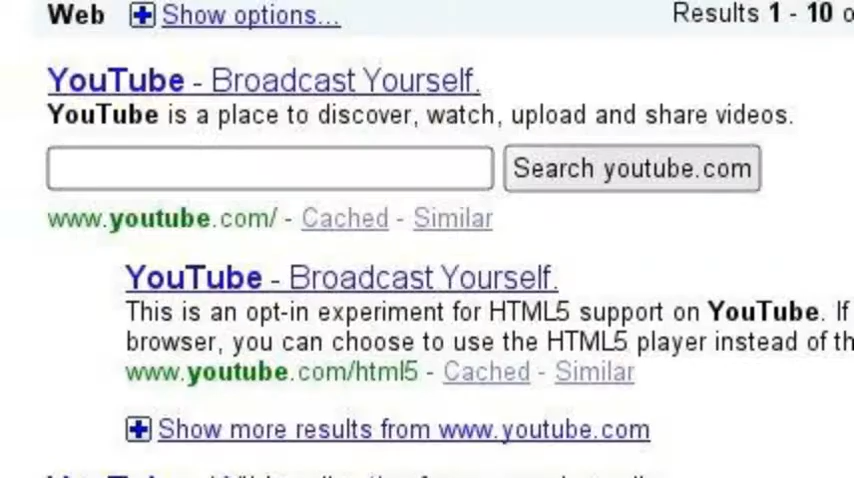 Web Show options...
Results 1 - 10 o
YouTube - Broadcast Yourself.
YouTube is a place to discover, watch, upload and share videos.
Search youtube.com
www.youtube.com/ - Cached - Similar
YouTube - Broadcast Yourself.
This is an opt-in experiment for HTML5 support on YouTube. If
browser, you can choose to use the HTML5 player instead of th
www.youtube.com/html5 - Cached - Similar
Show more results from www.youtube.com